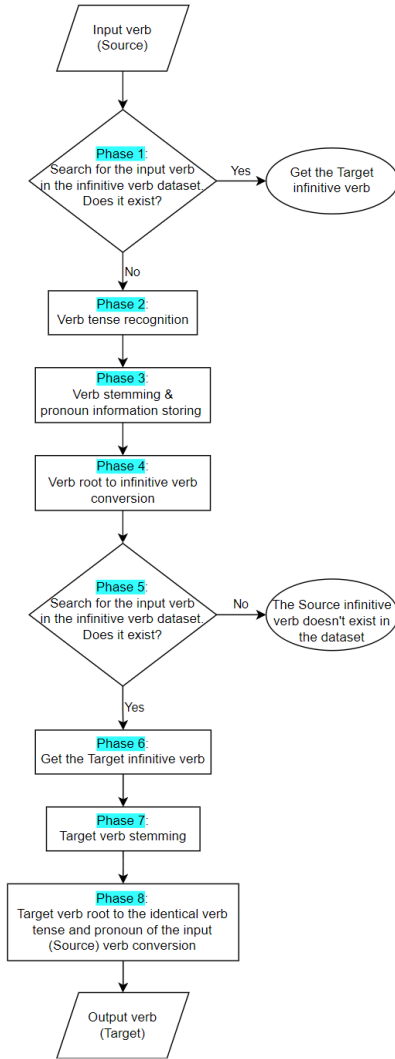 Input verb
(Source)
Phase 1:
Search for the input verb
in the infinitive verb dataset.
Does it exist?
Yes
Get the Target
infinitive verb
No
Phase 2:
Verb tense recognition
Phase 3:
Verb stemming &
pronoun information storing
Phase 4:
Verb root to infinitive verb
conversion
Phase 5:
Search for the input verb
in the infinitive verb dataset.
Does it exist?
No
The Source infinitive
verb doesn't exist in
the dataset
Yes
Phase 6:
Get the Target infinitive verb
Phase 7:
Target verb stemming
Phase 8:
Target verb root to the identical verb
tense and pronoun of the input
(Source) verb conversion
Output verb
(Target)